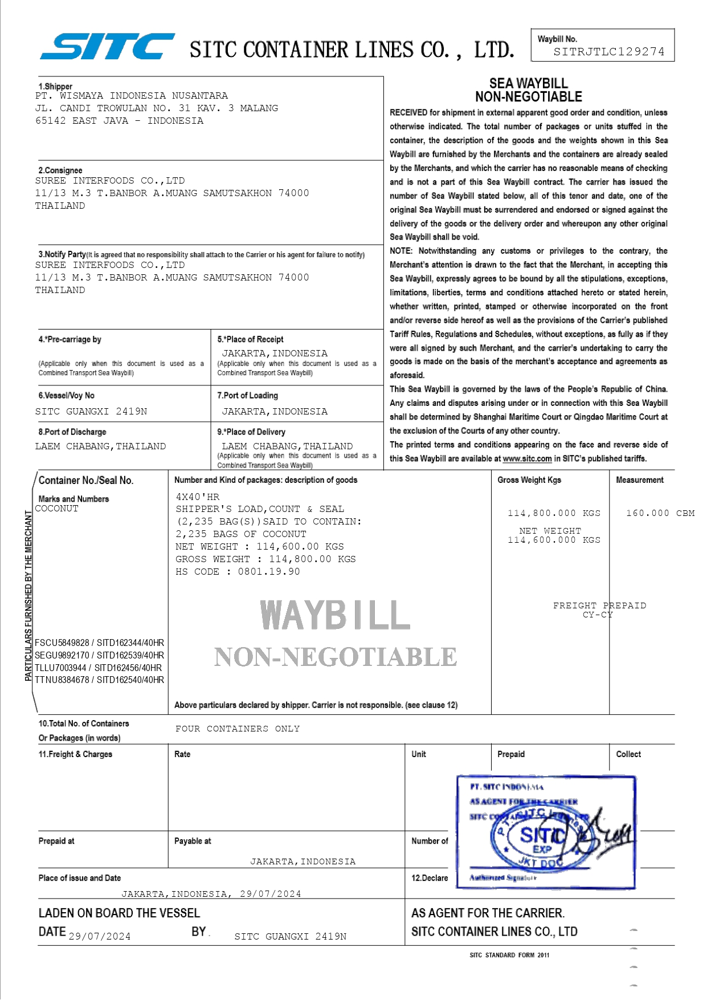 SITC
SITC CONTAINER LINES CO., LTD.
Waybill No.
SITRJTLC129274
1.Shipper
PT. WISMAYA INDONESIA NUSANTARA
JL. CANDI TROWULAN NO. 31 KAV. 3 MALANG
65142 EAST JAVA - INDONESIA
2.Consignee
SUREE INTERFOODS CO.,LTD
11/13 M.3 T.BANBOR A.MUANG SAMUTSAKHON 74000
THAILAND
3.Notify Party(It is agreed that no responsibility shall attach to the Carrier or his agent for failure to notify)
SUREE INTERFOODS CO.,LTD
11/13 M.3 T.BANBOR A.MUANG SAMUTSAKHON 74000
THAILAND
4.*Pre-carriage by
(Applicable only when this document is used as a
Combined Transport Sea Waybill)
5.*Place of Receipt
JAKARTA,INDONESIA
(Applicable only when this document is used as a
Combined Transport Sea Waybill)
6.Vessel/Voy No
SITC GUANGXI 2419N
7.Port of Loading
JAKARTA,INDONESIA
8.Port of Discharge
LAEM CHABANG,THAILAND
9.*Place of Delivery
LAEM CHABANG,THAILAND
(Applicable only when this document is used as a
Combined Transport Sea Waybill)
SEA WAYBILL
NON-NEGOTIABLE
RECEIVED for shipment in external apparent good order and condition, unless
otherwise indicated. The total number of packages or units stuffed in the
container, the description of the goods and the weights shown in this Sea
Waybill are furnished by the Merchants and the containers are already sealed
by the Merchants, and which the carrier has no reasonable means of checking
and is not a part of this Sea Waybill contract. The carrier has issued the
number of Sea Waybill stated below, all of this tenor and date, one of the
original Sea Waybill must be surrendered and endorsed or signed against the
delivery of the goods or the delivery order and whereupon any other original
Sea Waybill shall be void.
NOTE: Notwithstanding any customs or privileges to the contrary, the
Merchant's attention is drawn to the fact that the Merchant, in accepting this
Sea Waybill, expressly agrees to be bound by all the stipulations, exceptions,
limitations, liberties, terms and conditions attached hereto or stated herein,
whether written, printed, stamped or otherwise incorporated on the front
and/or reverse side hereof as well as the provisions of the Carrier's published
Tariff Rules, Regulations and Schedules, without exceptions, as fully as if they
were all signed by such Merchant, and the carrier's undertaking to carry the
goods is made on the basis of the merchant's acceptance and agreements as
aforesaid.
This Sea Waybill is governed by the laws of the People's Republic of China.
Any claims and disputes arising under or in connection with this Sea Waybill
shall be determined by Shanghai Maritime Court or Qingdao Maritime Court at
the exclusion of the Courts of any other country.
The printed terms and conditions appearing on the face and reverse side of
this Sea Waybill are available at www.sitc.com in SITC's published tariffs.
PARTICULARS FURNISHED BY THE MERCHANT
Container No./Seal No.
Marks and Numbers
COCONUT
FSCU5849828 / SITD162344/40HR
SEGU9892170 / SITD162539/40HR
TLLU7003944 / SITD162456/40HR
TTNU8384678 / SITD162540/40HR
Number and Kind of packages: description of goods
4X40'HR
SHIPPER'S LOAD,COUNT & SEAL
(2,235 BAG(S))SAID TO CONTAIN:
2,235 BAGS OF COCONUT
NET WEIGHT : 114,600.00 KGS
GROSS WEIGHT : 114,800.00 KGS
HS CODE : 0801.19.90
WAYBILL
NON-NEGOTIABLE
Above particulars declared by shipper. Carrier is not responsible. (see clause 12)
Gross Weight Kgs
114,800.000 KGS
NET WEIGHT
114,600.000 KGS
Measurement
160.000 CBM
FREIGHT PREPAID
CY-CY
10.Total No. of Containers
Or Packages (in words)
FOUR CONTAINERS ONLY
11.Freight & Charges
Rate
Unit
Prepaid
Collect
PT. SITC INDONESIA
AS AGENT FOR THE CARRIER
SITC CONTAINER LINES CO., LTD
PT. SITC Indonesia
SITC
EXP
JKT DOC
Authorized Signature
Prepaid at
Payable at
JAKARTA,INDONESIA
Number of
Place of issue and Date
JAKARTA,INDONESIA, 29/07/2024
12.Declare
LADEN ON BOARD THE VESSEL
DATE 29/07/2024 BY. SITC GUANGXI 2419N
AS AGENT FOR THE CARRIER.
SITC CONTAINER LINES CO., LTD
SITC STANDARD FORM 2011